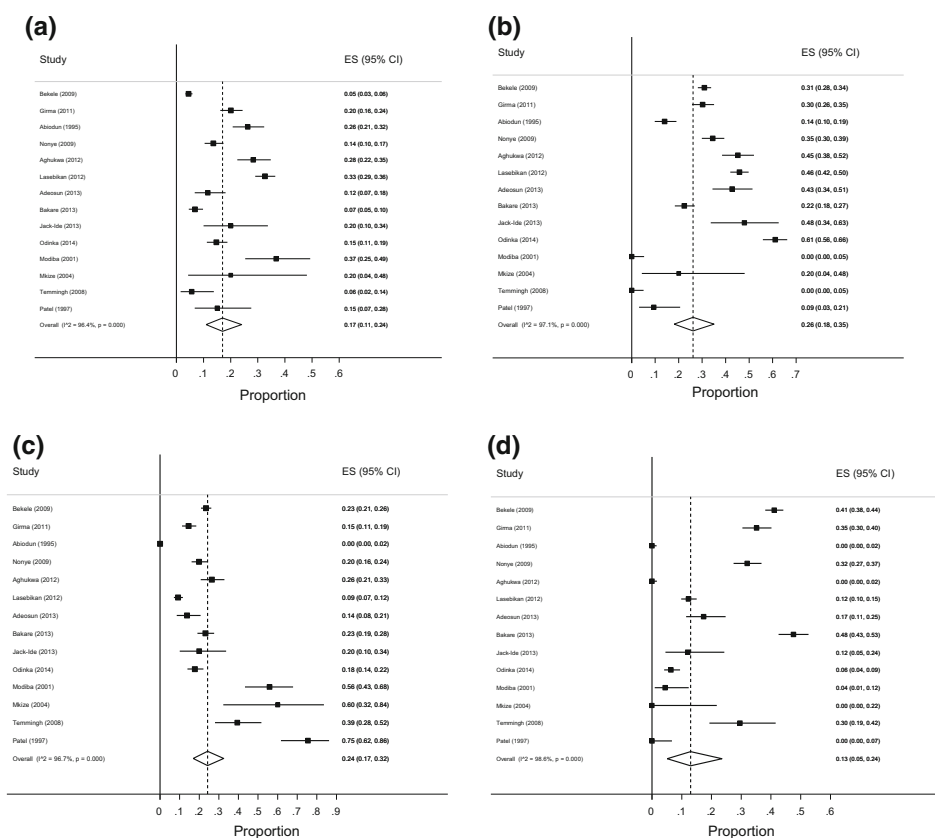 (a)
Study ES (95% CI)
Bekele (2009) 0.05 (0.03, 0.06)
Girma (2011) 0.20 (0.16, 0.24)
Abiodun (1995) 0.26 (0.21, 0.32)
Nonye (2009) 0.14 (0.10, 0.17)
Aghukwa (2012) 0.28 (0.22, 0.35)
Lasebikan (2012) 0.33 (0.29, 0.36)
Adeosun (2013) 0.12 (0.07, 0.18)
Bakare (2013) 0.07 (0.05, 0.10)
Jack-Ide (2013) 0.20 (0.10, 0.34)
Odinka (2014) 0.15 (0.11, 0.19)
Modiba (2001) 0.37 (0.25, 0.49)
Mkize (2004) 0.20 (0.04, 0.48)
Temmingh (2008) 0.06 (0.02, 0.14)
Patel (1997) 0.15 (0.07, 0.28)
Overall (I^2 = 96.4%, p = 0.000) 0.17 (0.11, 0.24)
0 .1 .2 .3 .4 .5 .6
Proportion
(b)
Study ES (95% CI)
Bekele (2009) 0.31 (0.28, 0.34)
Girma (2011) 0.30 (0.26, 0.35)
Abiodun (1995) 0.14 (0.10, 0.19)
Nonye (2009) 0.35 (0.30, 0.39)
Aghukwa (2012) 0.45 (0.38, 0.52)
Lasebikan (2012) 0.46 (0.42, 0.50)
Adeosun (2013) 0.43 (0.34, 0.51)
Bakare (2013) 0.22 (0.18, 0.27)
Jack-Ide (2013) 0.48 (0.34, 0.63)
Odinka (2014) 0.61 (0.56, 0.66)
Modiba (2001) 0.00 (0.00, 0.05)
Mkize (2004) 0.20 (0.04, 0.48)
Temmingh (2008) 0.00 (0.00, 0.05)
Patel (1997) 0.09 (0.03, 0.21)
Overall (I^2 = 97.1%, p = 0.000) 0.26 (0.18, 0.35)
0 .1 .2 .3 .4 .5 .6 .7
Proportion
(c)
Study ES (95% CI)
Bekele (2009) 0.23 (0.21, 0.26)
Girma (2011) 0.15 (0.11, 0.19)
Abiodun (1995) 0.00 (0.00, 0.02)
Nonye (2009) 0.20 (0.16, 0.24)
Aghukwa (2012) 0.26 (0.21, 0.33)
Lasebikan (2012) 0.09 (0.07, 0.12)
Adeosun (2013) 0.14 (0.08, 0.21)
Bakare (2013) 0.23 (0.19, 0.28)
Jack-Ide (2013) 0.20 (0.10, 0.34)
Odinka (2014) 0.18 (0.14, 0.22)
Modiba (2001) 0.56 (0.43, 0.68)
Mkize (2004) 0.60 (0.32, 0.84)
Temmingh (2008) 0.39 (0.28, 0.52)
Patel (1997) 0.75 (0.62, 0.86)
Overall (I^2 = 96.7%, p = 0.000) 0.24 (0.17, 0.32)
0 .1 .2 .3 .4 .5 .6 .7 .8 .9
Proportion
(d)
Study ES (95% CI)
Bekele (2009) 0.41 (0.38, 0.44)
Girma (2011) 0.35 (0.30, 0.40)
Abiodun (1995) 0.00 (0.00, 0.02)
Nonye (2009) 0.32 (0.27, 0.37)
Aghukwa (2012) 0.00 (0.00, 0.02)
Lasebikan (2012) 0.12 (0.10, 0.15)
Adeosun (2013) 0.17 (0.11, 0.25)
Bakare (2013) 0.48 (0.43, 0.53)
Jack-Ide (2013) 0.12 (0.05, 0.24)
Odinka (2014) 0.06 (0.04, 0.09)
Modiba (2001) 0.04 (0.01, 0.12)
Mkize (2004) 0.00 (0.00, 0.22)
Temmingh (2008) 0.30 (0.19, 0.42)
Patel (1997) 0.00 (0.00, 0.07)
Overall (I^2 = 98.6%, p = 0.000) 0.13 (0.05, 0.24)
0 .1 .2 .3 .4 .5 .6
Proportion